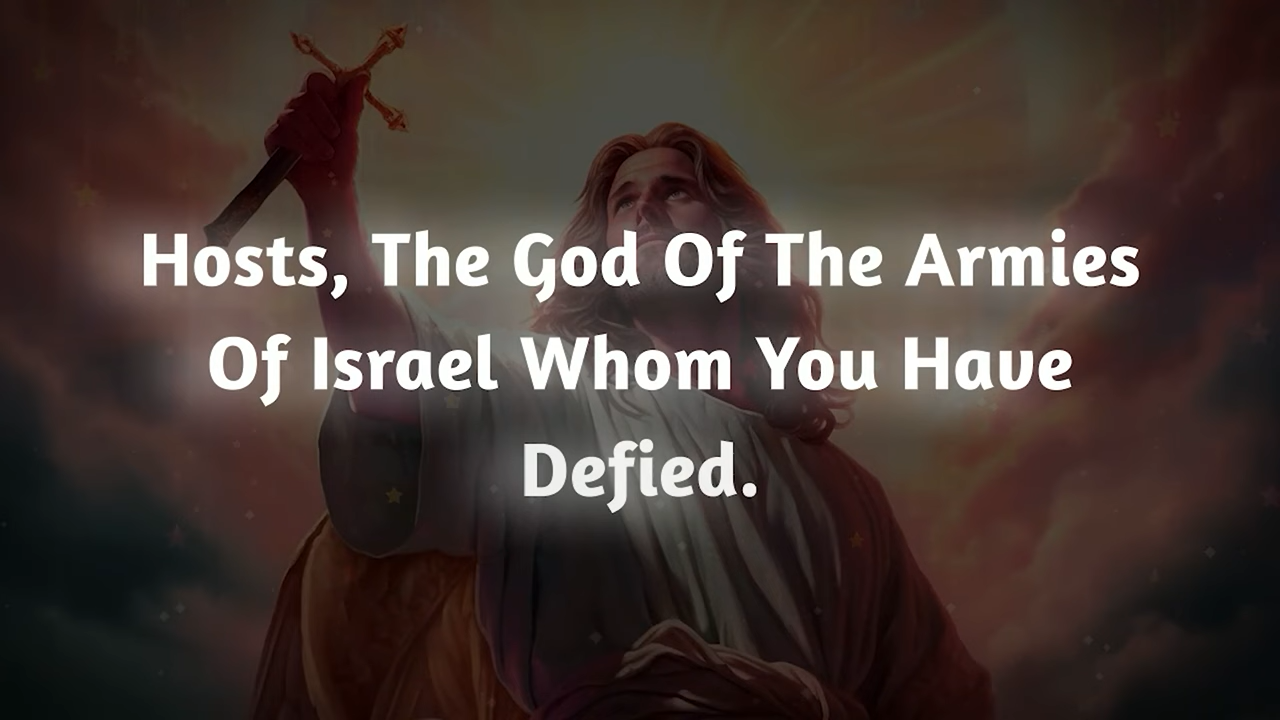 Hosts, The God Of The Armies
Of Israel Whom You Have
Defied.